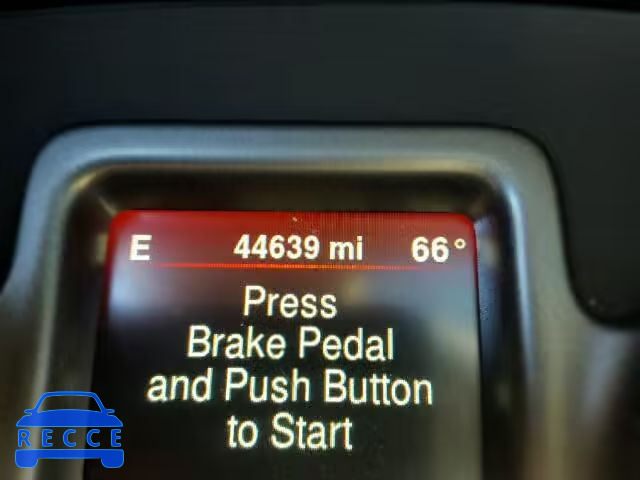 E 44639 mi 66°
Press
Brake Pedal
and Push Button
to Start
RECCE